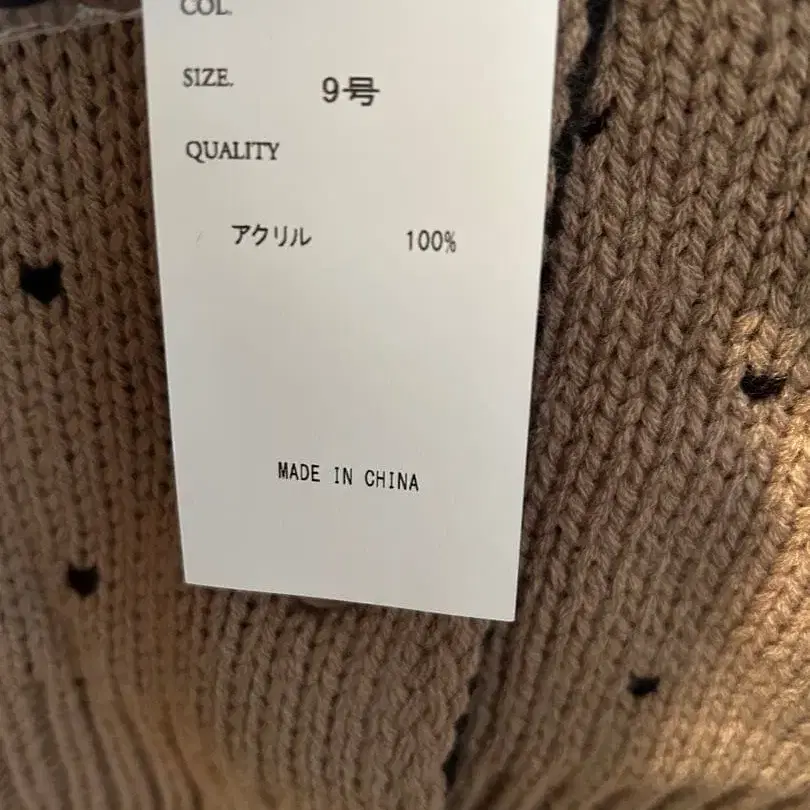 COL.
SIZE. 9号
QUALITY
アクリル 100%
MADE IN CHINA